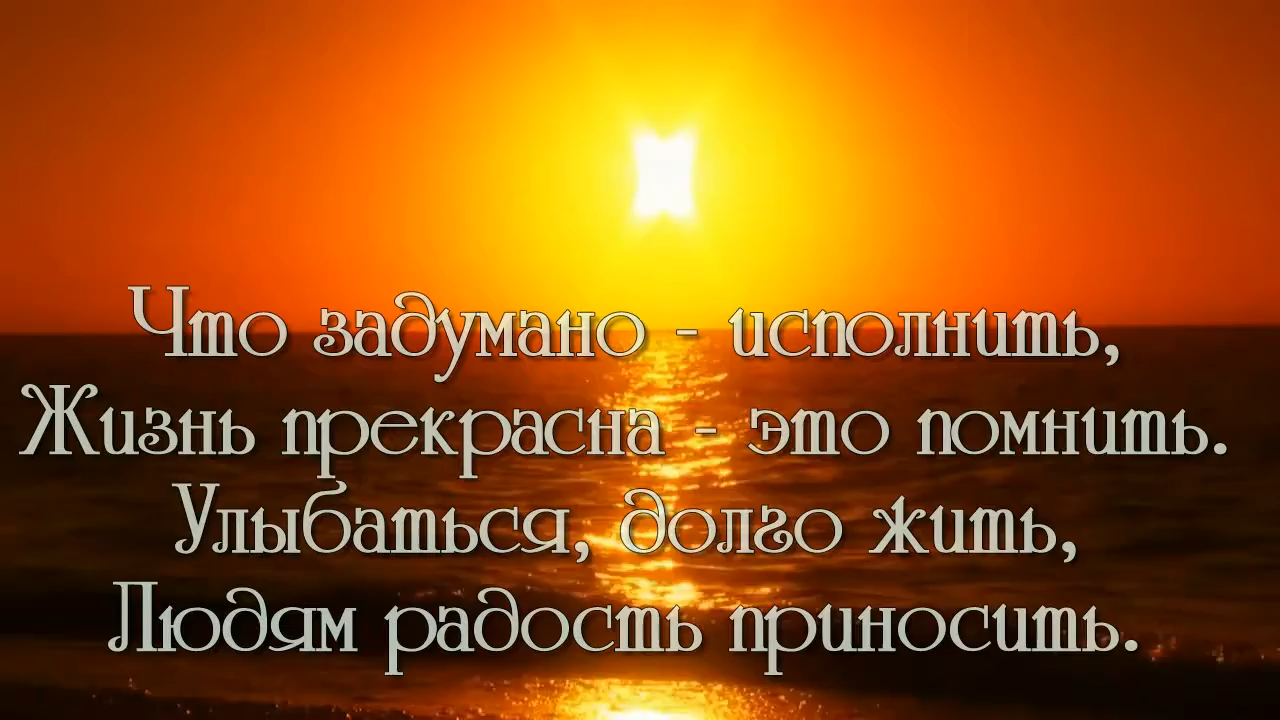 Что задумано - исполнить,
Жизнь прекрасна - это помнить.
Улыбаться, долго жить,
Людям радость приносить.